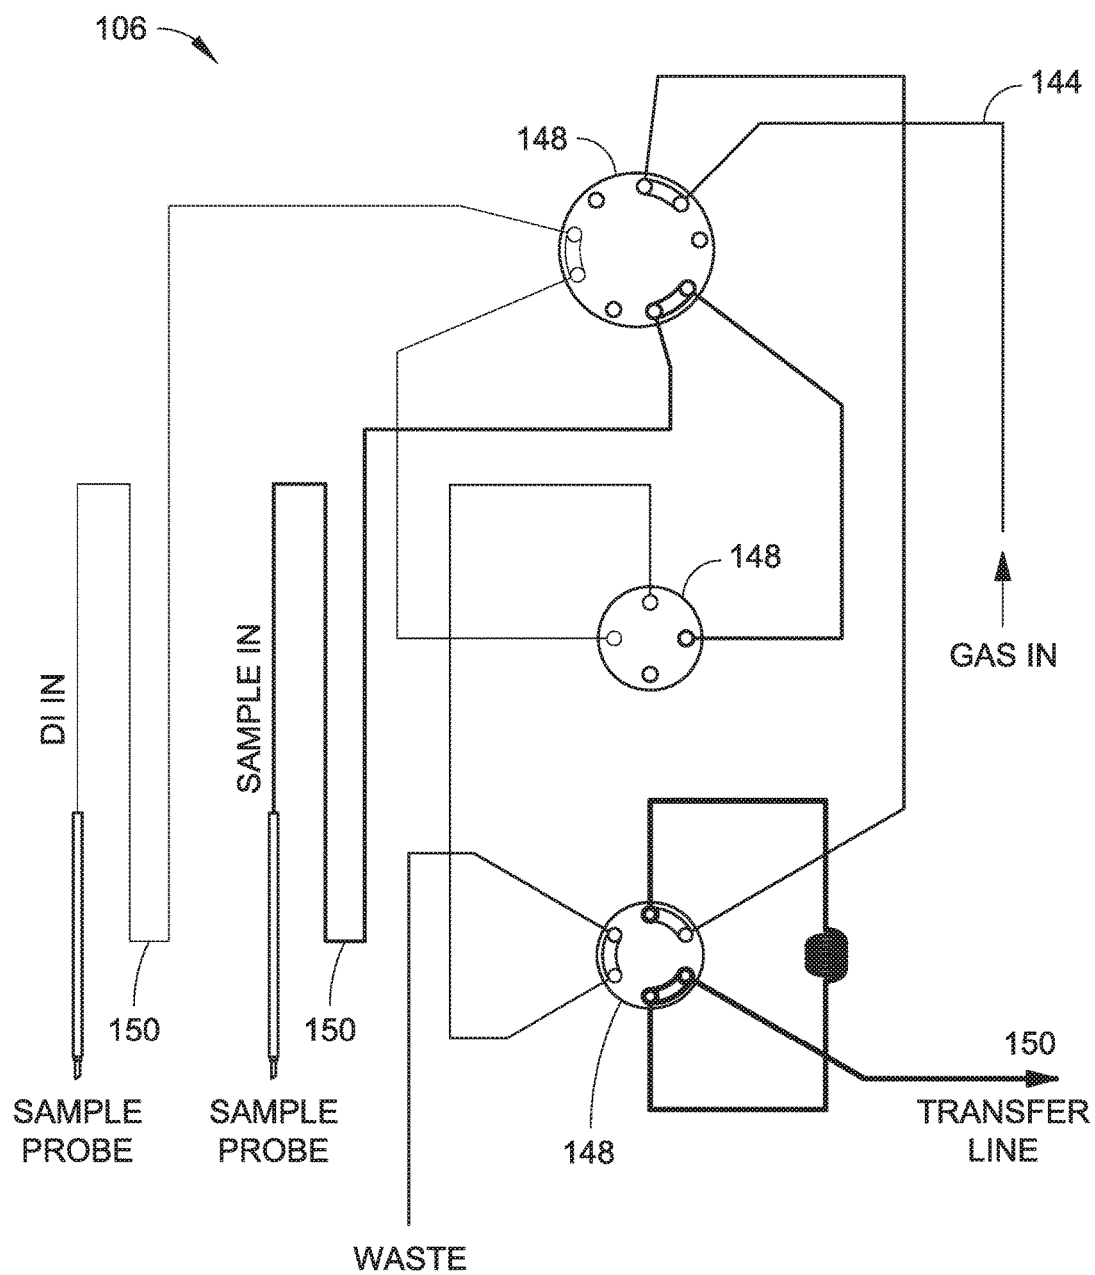 106
144
148
148
GAS IN
DI IN
SAMPLE IN
150
150
150
SAMPLE
PROBE
SAMPLE
PROBE
TRANSFER
LINE
148
WASTE